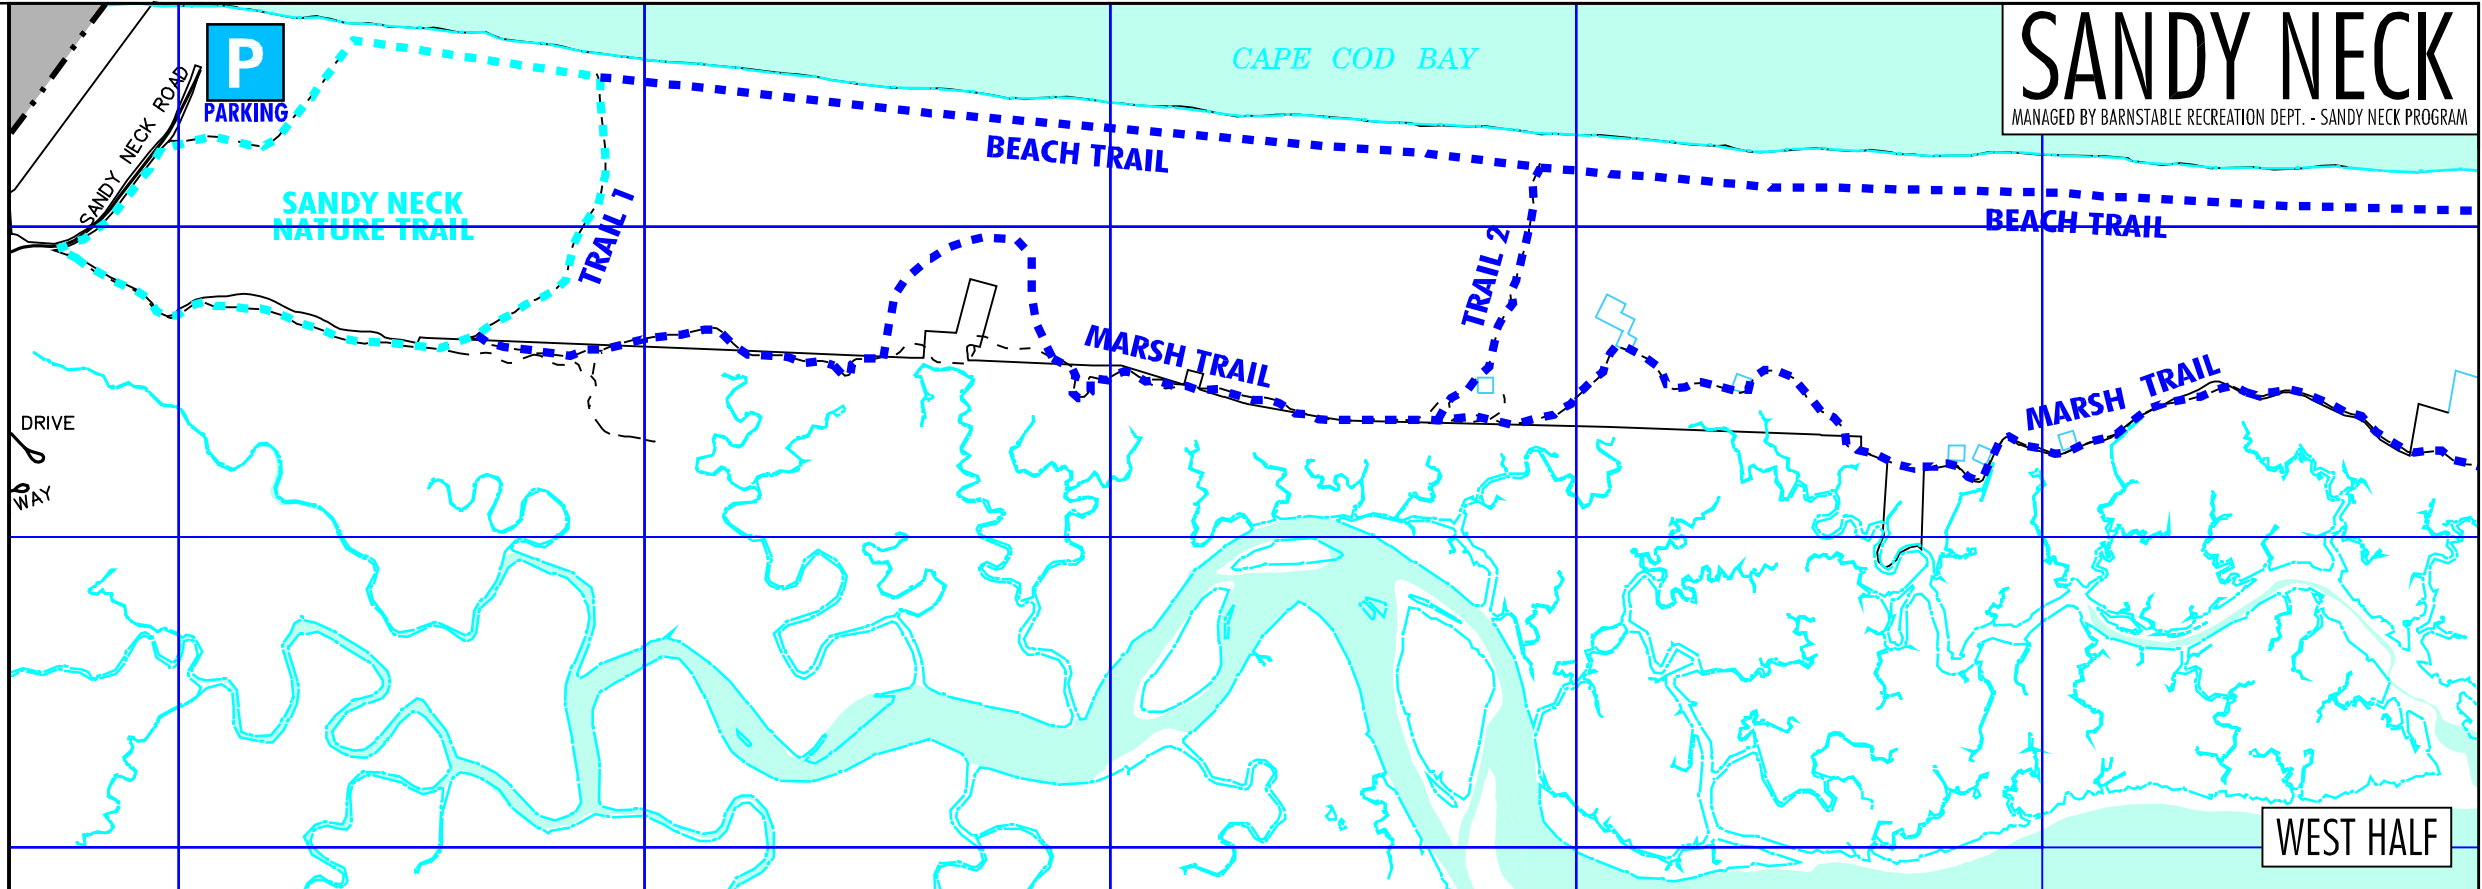 SANDY NECK
MANAGED BY BARNSTABLE RECREATION DEPT. - SANDY NECK PROGRAM
P
PARKING
CAPE COD BAY
SANDY NECK ROAD
BEACH TRAIL
SANDY NECK
NATURE TRAIL
TRAIL 1
BEACH TRAIL
TRAIL 2
MARSH TRAIL
MARSH TRAIL
DRIVE
WAY
WEST HALF